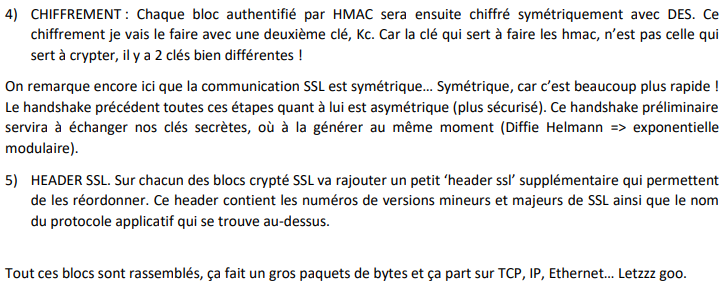 4) CHIFFREMENT : Chaque bloc authentifié par HMAC sera ensuite chiffré symétriquement avec DES. Ce
chiffrement je vais le faire avec une deuxième clé, Kc. Car la clé qui sert à faire les hmac, n’est pas celle qui
sert à crypter, il y a 2 clés bien différentes !
On remarque encore ici que la communication SSL est symétrique… Symétrique, car c’est beaucoup plus rapide !
Le handshake précédent toutes ces étapes quant à lui est asymétrique (plus sécurisé). Ce handshake préliminaire
servira à échanger nos clés secrètes, où à la générer au même moment (Diffie Helmann => exponentielle
modulaire).
5) HEADER SSL. Sur chacun des blocs crypté SSL va rajouter un petit ‘header ssl’ supplémentaire qui permettent
de les réordonner. Ce header contient les numéros de versions mineurs et majeurs de SSL ainsi que le nom
du protocole applicatif qui se trouve au-dessus.
Tout ces blocs sont rassemblés, ça fait un gros paquets de bytes et ça part sur TCP, IP, Ethernet… Letzzz goo.